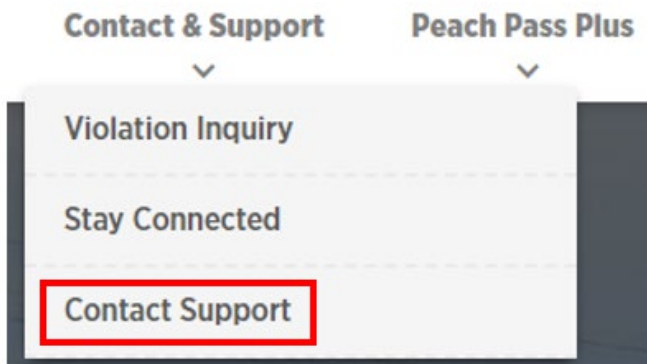 Contact & Support Peach Pass Plus
Violation Inquiry
Stay Connected
Contact Support